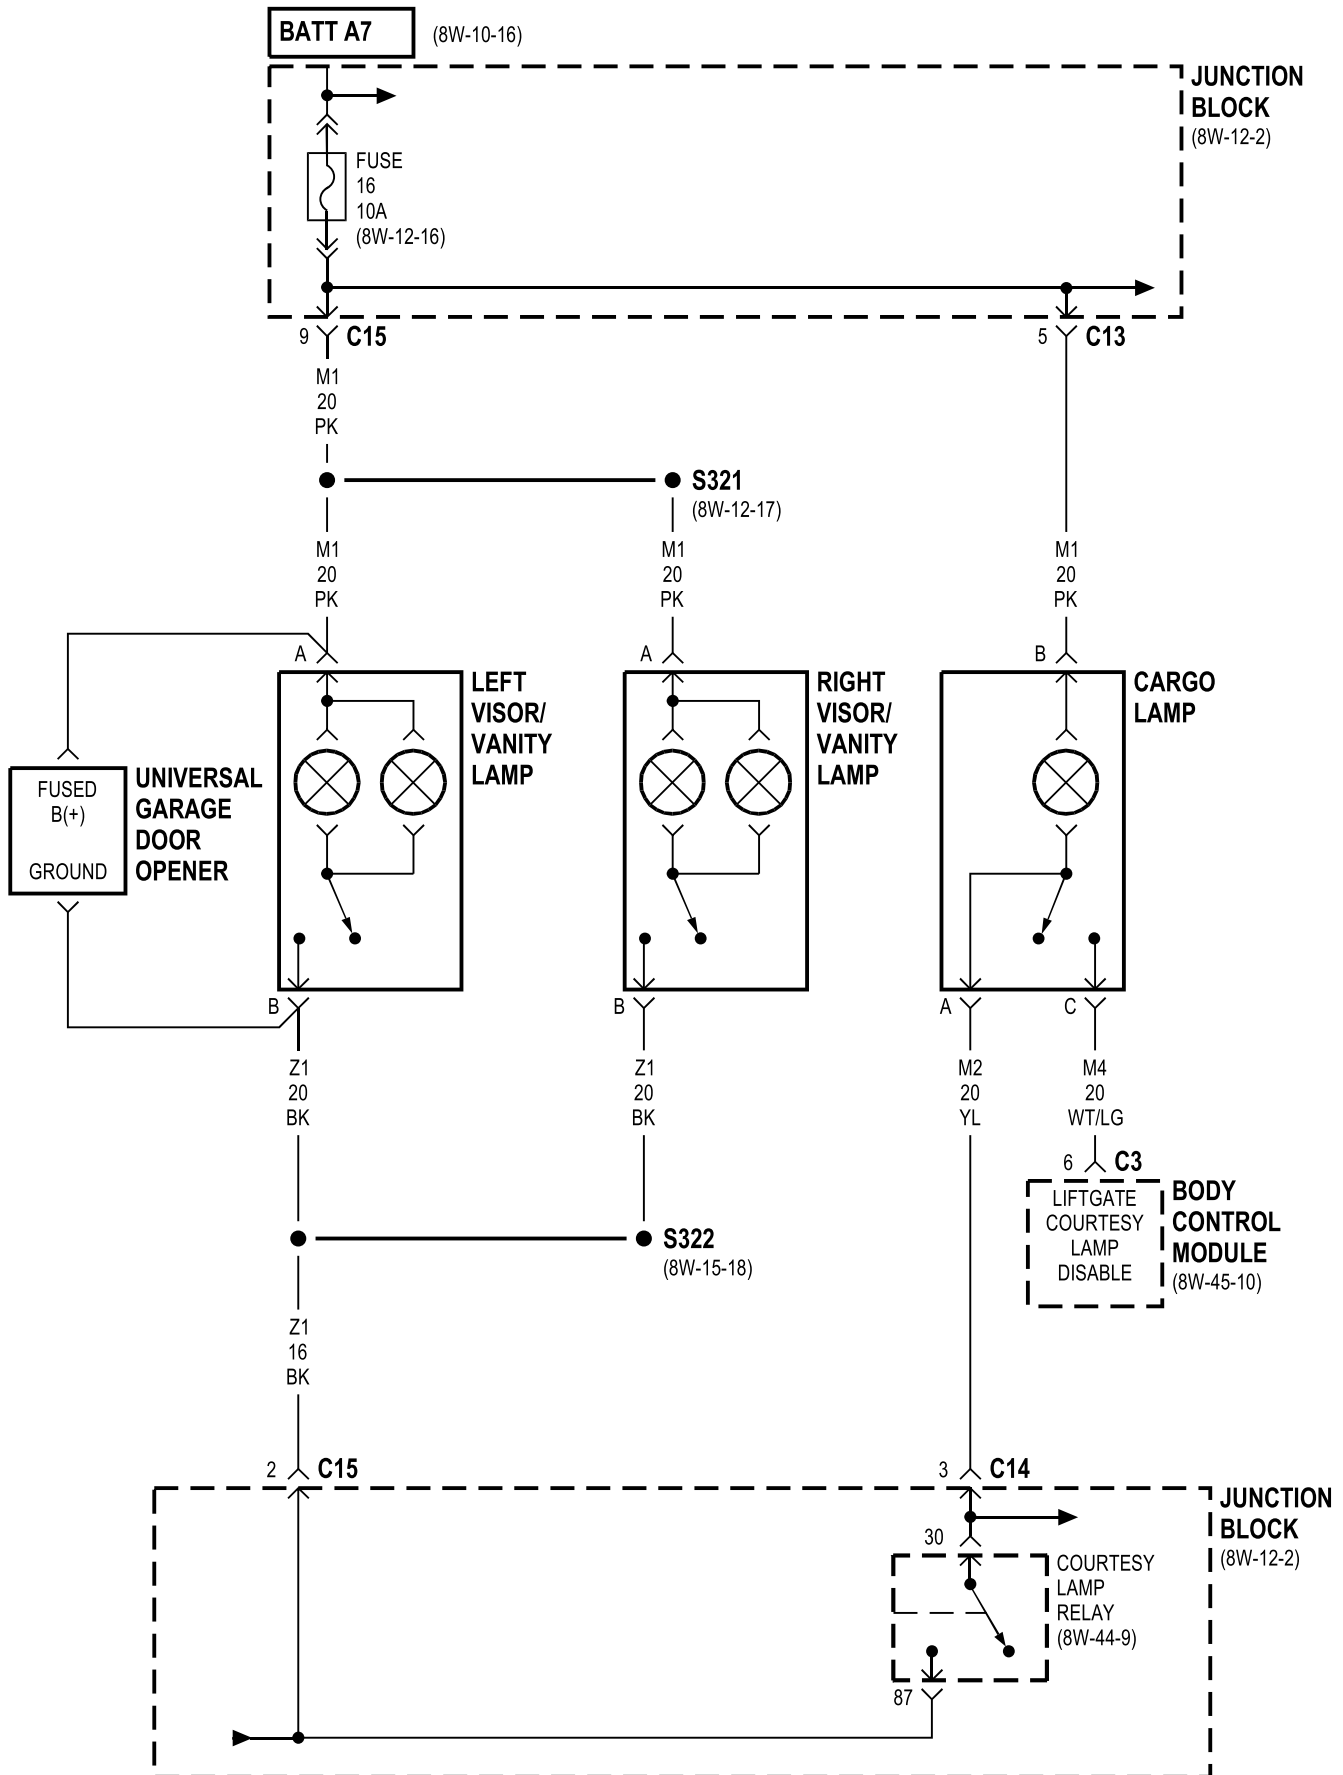 BATT A7
(8W-10-16)
JUNCTION
BLOCK
(8W-12-2)
FUSE
16
10A
(8W-12-16)
9
C15
5
C13
M1
20
PK
S321
(8W-12-17)
M1
20
PK
M1
20
PK
M1
20
PK
A
A
B
LEFT
VISOR/
VANITY
LAMP
RIGHT
VISOR/
VANITY
LAMP
CARGO
LAMP
FUSED
B(+)
GROUND
UNIVERSAL
GARAGE
DOOR
OPENER
B
B
A
C
Z1
20
BK
Z1
20
BK
M2
20
YL
M4
20
WT/LG
6
C3
LIFTGATE
COURTESY
LAMP
DISABLE
BODY
CONTROL
MODULE
(8W-45-10)
S322
(8W-15-18)
Z1
16
BK
2
C15
3
C14
JUNCTION
BLOCK
(8W-12-2)
30
COURTESY
LAMP
RELAY
(8W-44-9)
87